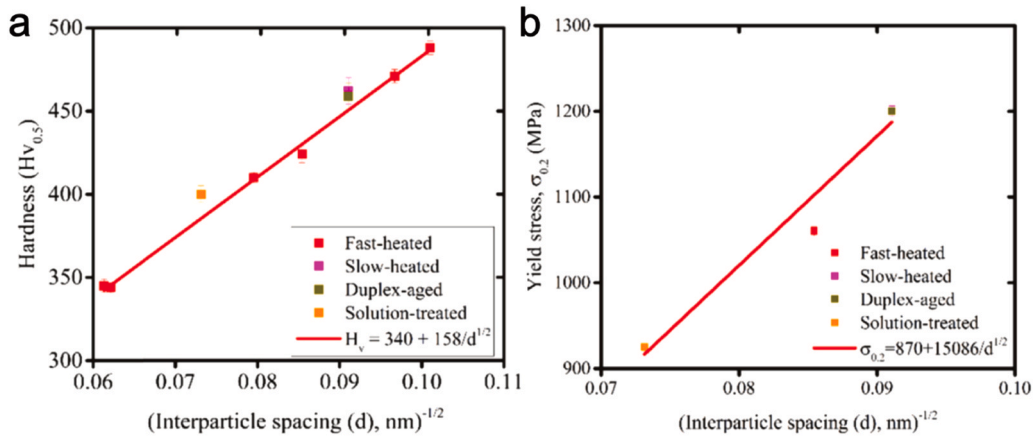 a
500
450
400
350
300
Hardness (Hv0.5)
Fast-heated
Slow-heated
Duplex-aged
Solution-treated
Hv = 340 + 158/d1/2
0.06 0.07 0.08 0.09 0.10 0.11
(Interparticle spacing (d), nm)-1/2
b
1300
1200
1100
1000
900
Yield stress, σ0.2 (MPa)
Fast-heated
Slow-heated
Duplex-aged
Solution-treated
σ0.2=870+15086/d1/2
0.07 0.08 0.09 0.10
(Interparticle spacing (d), nm)-1/2